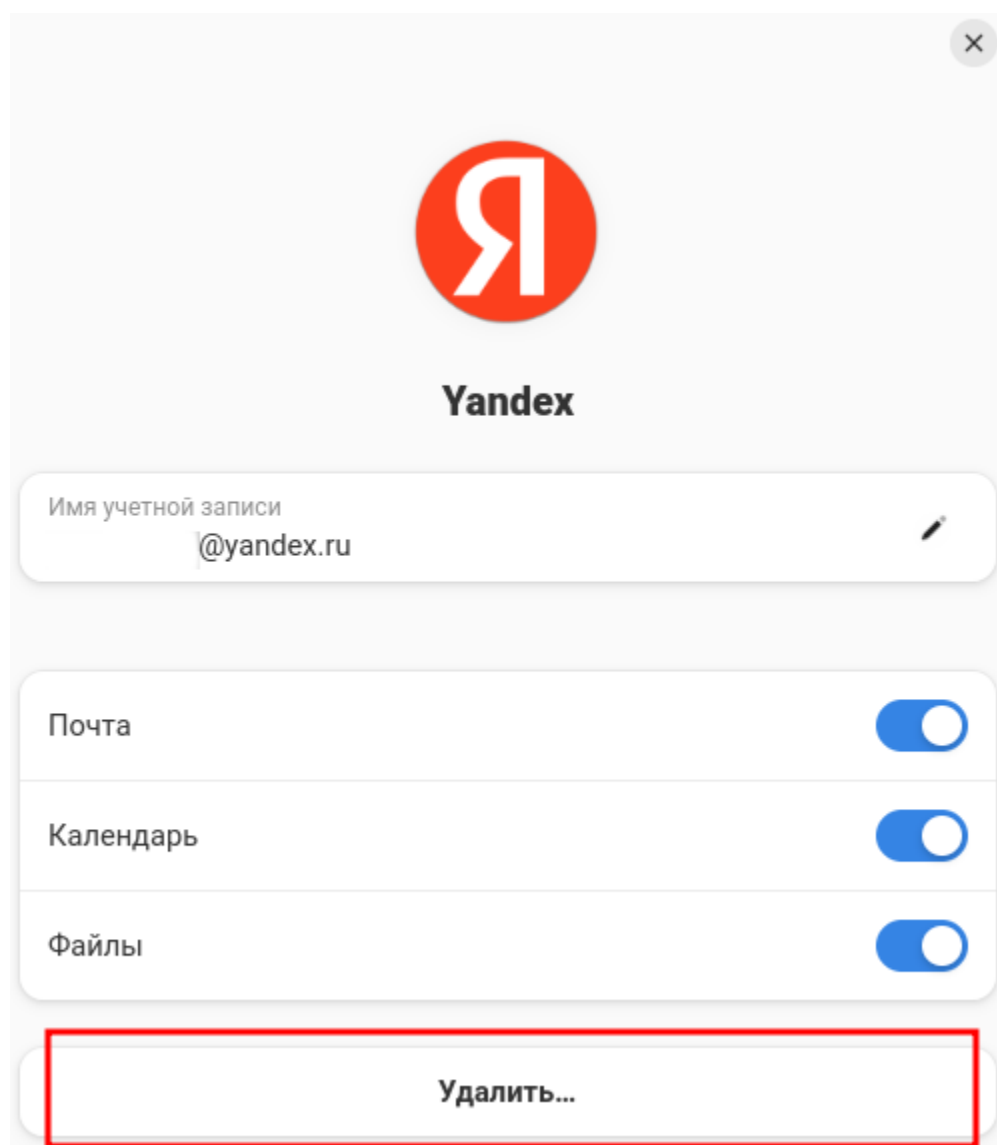 Я
Yandex
Имя учетной записи
@yandex.ru
Почта
Календарь
Файлы
Удалить...